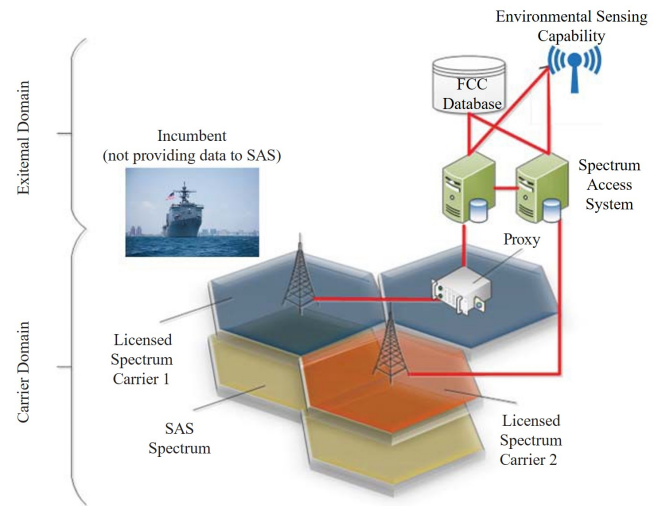 Environmental Sensing
Capability
FCC
Database
Incumbent
(not providing data to SAS)
Spectrum
Access
System
Proxy
Exitemal Domain
Carrier Domain
Licensed
Spectrum
Carrier 1
SAS
Spectrum
Licensed
Spectrum
Carrier 2